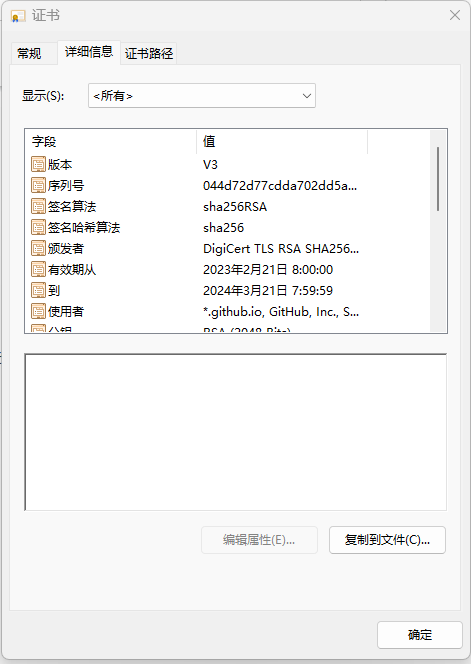 证书
常规 详细信息 证书路径
显示(S): <所有>
字段 值
版本 V3
序列号 044d72d77cdda702dd5a...
签名算法 sha256RSA
签名哈希算法 sha256
颁发者 DigiCert TLS RSA SHA256...
有效期从 2023年2月21日 8:00:00
到 2024年3月21日 7:59:59
使用者 *.github.io, GitHub, Inc., S...
公钥 RSA (2048 Bits)
编辑属性(E)... 复制到文件(C)...
确定